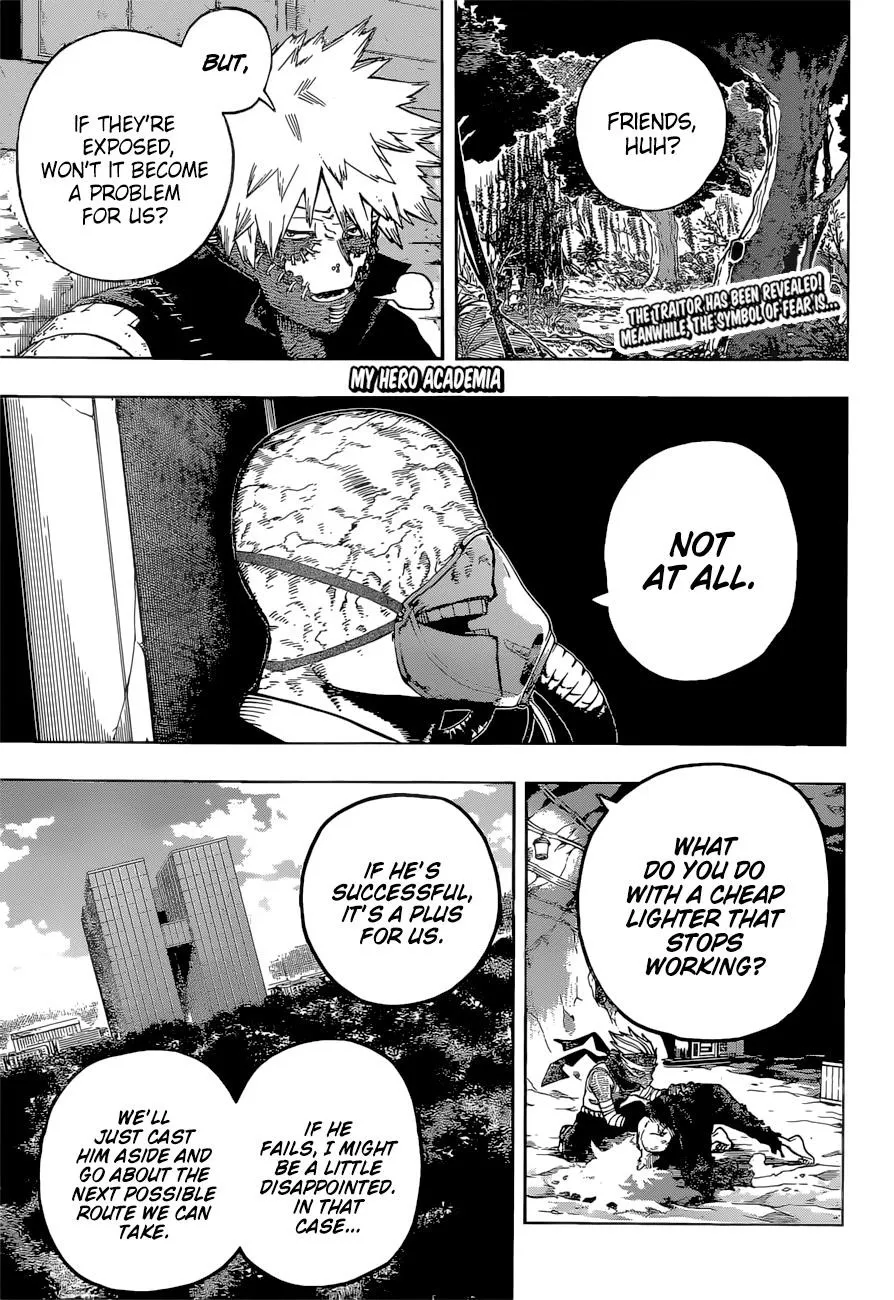 FRIENDS,
HUH?
THE TRAITOR HAS BEEN REVEALED!
MEANWHILE, THE SYMBOL OF FEAR IS...
BUT,
IF THEY'RE
EXPOSED,
WON'T IT BECOME
A PROBLEM
FOR US?
MY HERO ACADEMIA
NOT
AT ALL.
WHAT
DO YOU DO
WITH A CHEAP
LIGHTER THAT
STOPS
WORKING?
IF HE'S
SUCCESSFUL,
IT'S A PLUS
FOR US.
IF HE
FAILS, I MIGHT
BE A LITTLE
DISAPPOINTED.
IN THAT
CASE...
WE'LL
JUST CAST
HIM ASIDE AND
GO ABOUT THE
NEXT POSSIBLE
ROUTE WE CAN
TAKE.